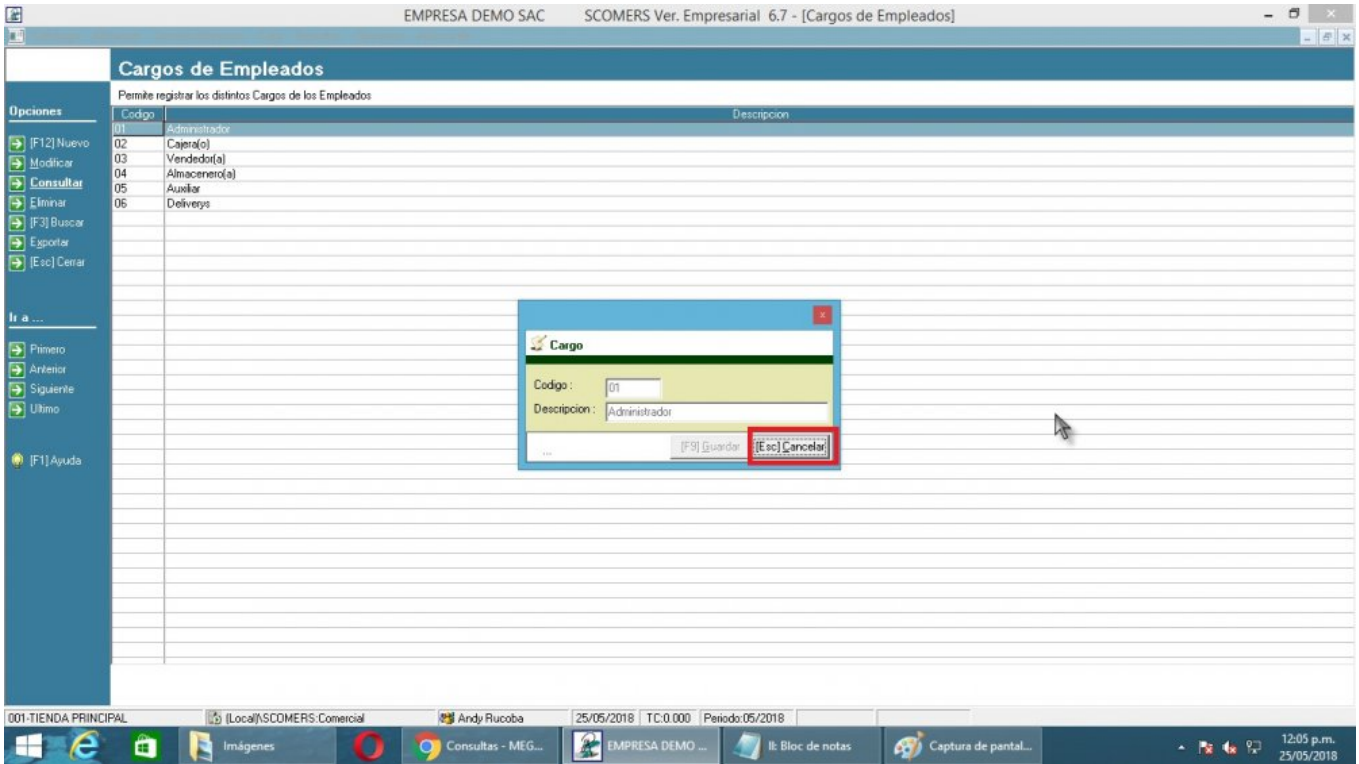 EMPRESA DEMO SAC SCOMERS Ver. Empresarial 6.7 - [Cargos de Empleados]
Cargos de Empleados
Permite registrar los distintos Cargos de los Empleados
Opciones
[F12] Nuevo
Modificar
Consultar
Eliminar
[F3] Buscar
Exportar
[Esc] Cerrar
Ir a ...
Primero
Anterior
Siguiente
Ultimo
[F1] Ayuda
Codigo Descripcion
01 Administrador
02 Cajera(o)
03 Vendedor(a)
04 Almacenero(a)
05 Auxiliar
06 Deliverys
Cargo
Codigo : 01
Descripcion : Administrador
... [F9] Guardar [Esc] Cancelar
001-TIENDA PRINCIPAL (Local)\SCOMERS:Comercial Andy Rucoba 25/05/2018 TC:0.000 Periodo:05/2018
Imágenes Consultas - MEG... EMPRESA DEMO ... II: Bloc de notas Captura de pantal... 12:05 p.m.
25/05/2018